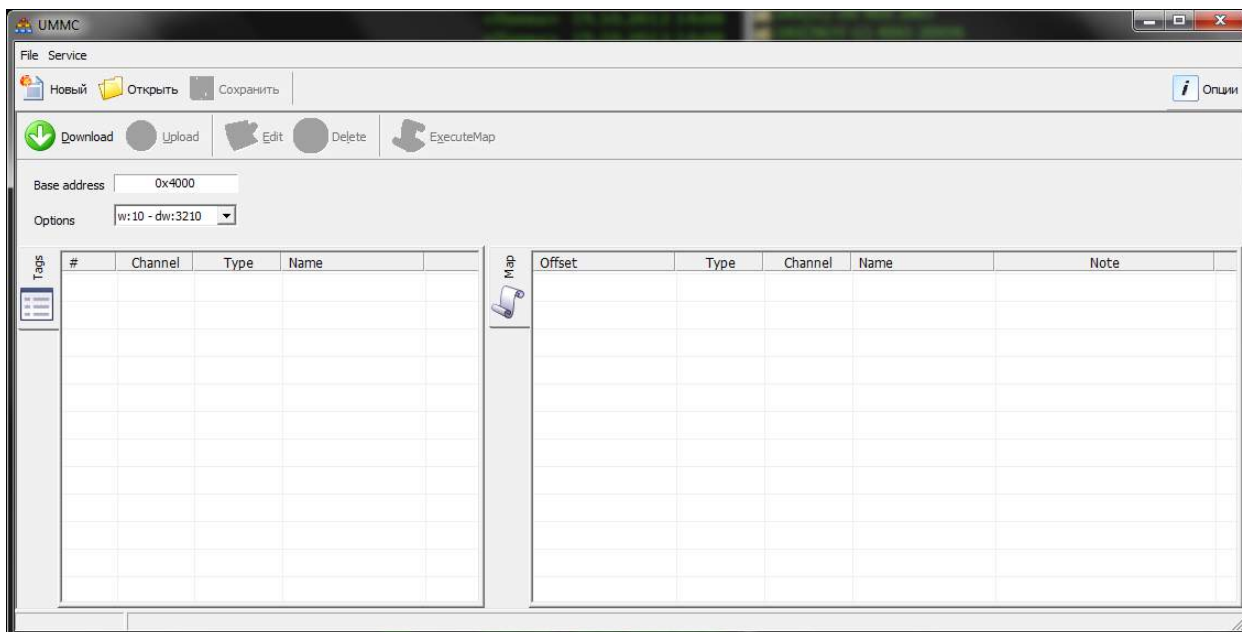 UMMC
File Service
Новый Открыть Сохранить Опции
Download Upload Edit Delete ExecuteMap
Base address 0x4000
Options w:10 - dw:3210
Tags
# Channel Type Name
Map
Offset Type Channel Name Note